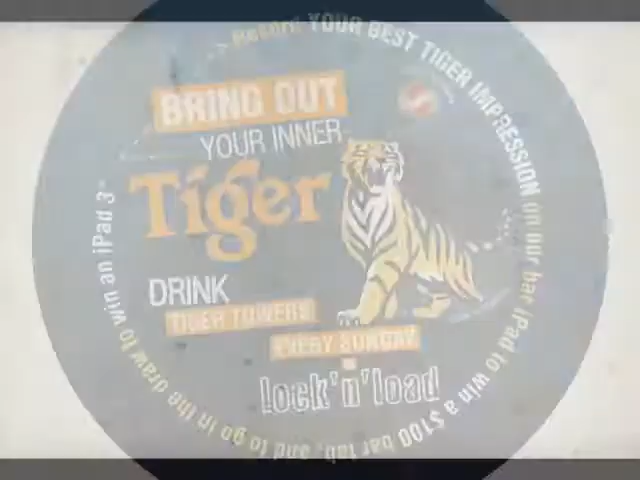 Record YOUR BEST TIGER IMPRESSION on our bar iPad to win a $100 bar tab, and to go in the draw to win an iPad 3*
BRING OUT
YOUR INNER
Tiger
DRINK
TIGER TOWERS
EVERY SUNDAY
lock'n'load